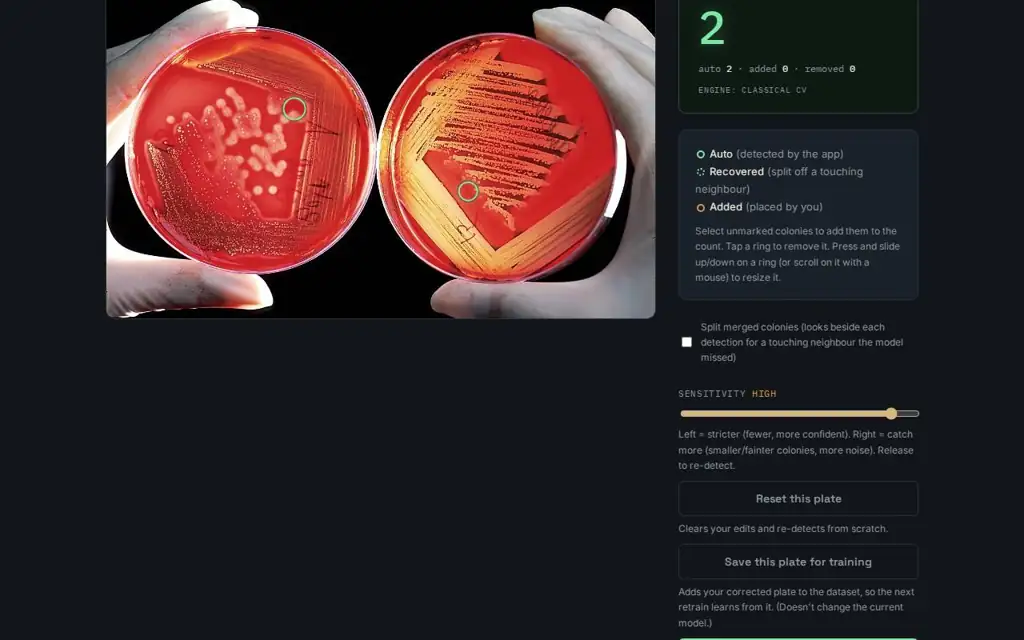 2
auto 2 · added 0 · removed 0
ENGINE: CLASSICAL CV
Auto (detected by the app)
Recovered (split off a touching
neighbour)
Added (placed by you)
Select unmarked colonies to add them to the
count. Tap a ring to remove it. Press and slide
up/down on a ring (or scroll on it with a
mouse) to resize it.
Split merged colonies (looks beside each
detection for a touching neighbour the model
missed)
SENSITIVITY HIGH
Left = stricter (fewer, more confident). Right = catch
more (smaller/fainter colonies, more noise). Release
to re-detect.
Reset this plate
Clears your edits and re-detects from scratch.
Save this plate for training
Adds your corrected plate to the dataset, so the next
retrain learns from it. (Doesn't change the current
model.)